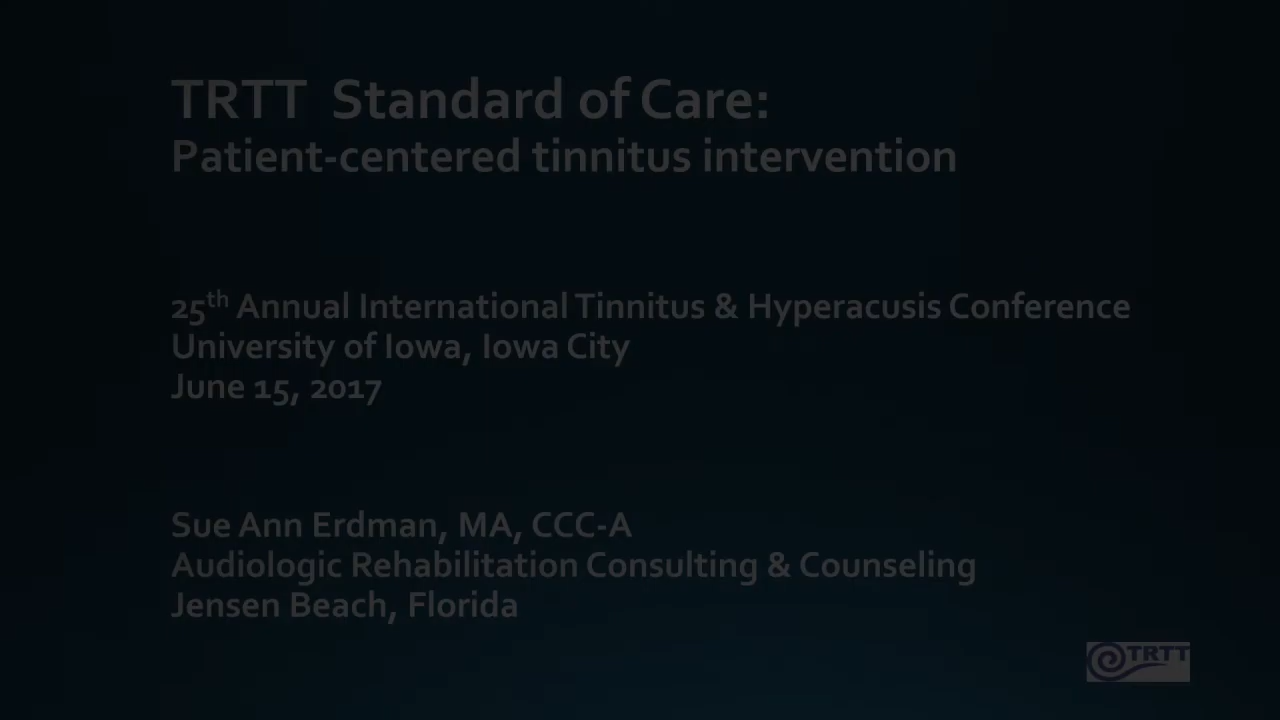 TRTT Standard of Care:
Patient-centered tinnitus intervention
25th Annual International Tinnitus & Hyperacusis Conference
University of Iowa, Iowa City
June 15, 2017
Sue Ann Erdman, MA, CCC-A
Audiologic Rehabilitation Consulting & Counseling
Jensen Beach, Florida
TRTT